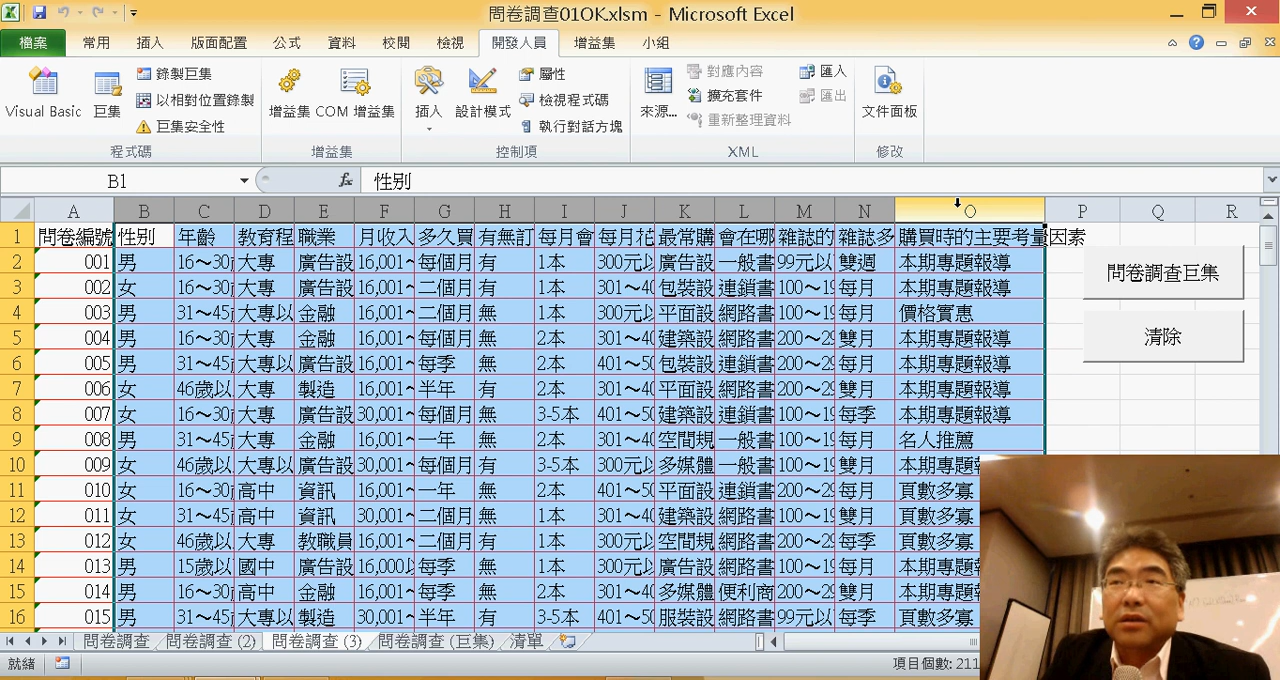 問卷調查01OK.xlsm - Microsoft Excel
檔案 常用 插入 版面配置 公式 資料 校閱 檢視 開發人員 增益集 小組
Visual Basic 巨集 錄製巨集 以相對位置錄製 巨集安全性 增益集 COM 增益集 插入 設計模式 屬性 檢視程式碼 執行對話方塊 來源... 對應內容 擴充套件 重新整理資料 匯入 匯出 文件面板
程式碼 增益集 控制項 XML 修改
B1 fx 性別
A B C D E F G H I J K L M N O P Q R
1 問卷編號 性別 年齡 教育程 職業 月收入 多久買 有無訂 每月會 每月花 最常購 會在哪 雜誌的 雜誌多 購買時的主要考量因素
2 001 男 16～30 大專 廣告設 16,001~ 每個月 有 1本 300元以 廣告設 一般書 99元以 雙週 本期專題報導
3 002 女 16～30 大專 廣告設 16,001~ 二個月 有 1本 301～40 包裝設 連鎖書 100～19 每月 本期專題報導
4 003 男 31～45 大專以 金融 16,001~ 二個月 無 1本 300元以 平面設 網路書 100～19 每月 價格實惠
5 004 男 16～30 大專 廣告設 16,001~ 每個月 無 2本 301～40 建築設 網路書 200～29 雙月 本期專題報導
6 005 男 31～45 大專以 廣告設 16,001~ 每季 無 2本 401～50 包裝設 連鎖書 200～29 雙月 本期專題報導
7 006 女 46歲以 大專 製造 16,001~ 半年 有 2本 301～40 平面設 網路書 200～29 雙月 本期專題報導
8 007 女 16～30 大專 廣告設 30,001~ 每個月 無 3-5本 401～50 建築設 連鎖書 100～19 每季 本期專題報導
9 008 男 31～45 大專 金融 16,001~ 一年 無 2本 301～40 空間規 一般書 100～19 每月 名人推薦
10 009 女 46歲以 大專以 廣告設 30,001~ 每個月 有 3-5本 300元以 多媒體 一般書 100～19 雙月 本期專題報
11 010 女 16～30 高中 資訊 16,001~ 一年 無 2本 401～50 平面設 連鎖書 200～29 每月 頁數多寡
12 011 女 31～45 高中 資訊 30,001~ 二個月 無 1本 301～40 建築設 連鎖書 100～19 雙月 頁數多寡
13 012 女 46歲以 大專 教職員 16,001~ 二個月 有 1本 301～40 空間規 網路書 200～29 每季 頁數多寡
14 013 男 15歲以 國中 廣告設 16,000以 每季 無 1本 300元以 廣告設 網路書 100～19 每月 頁數多寡
15 014 男 16～30 高中 金融 16,001~ 每季 無 2本 301～40 多媒體 便利商 200～29 雙月 頁數多寡
16 015 男 31～45 大專以 製造 30,001~ 半年 有 3-5本 401～50 服裝設 連鎖書 99元以 每季 頁數多寡
問卷調查巨集
清除
問卷調查 問卷調查 (2) 問卷調查 (3) 問卷調查 (巨集) 清單
就緒 項目個數: 211